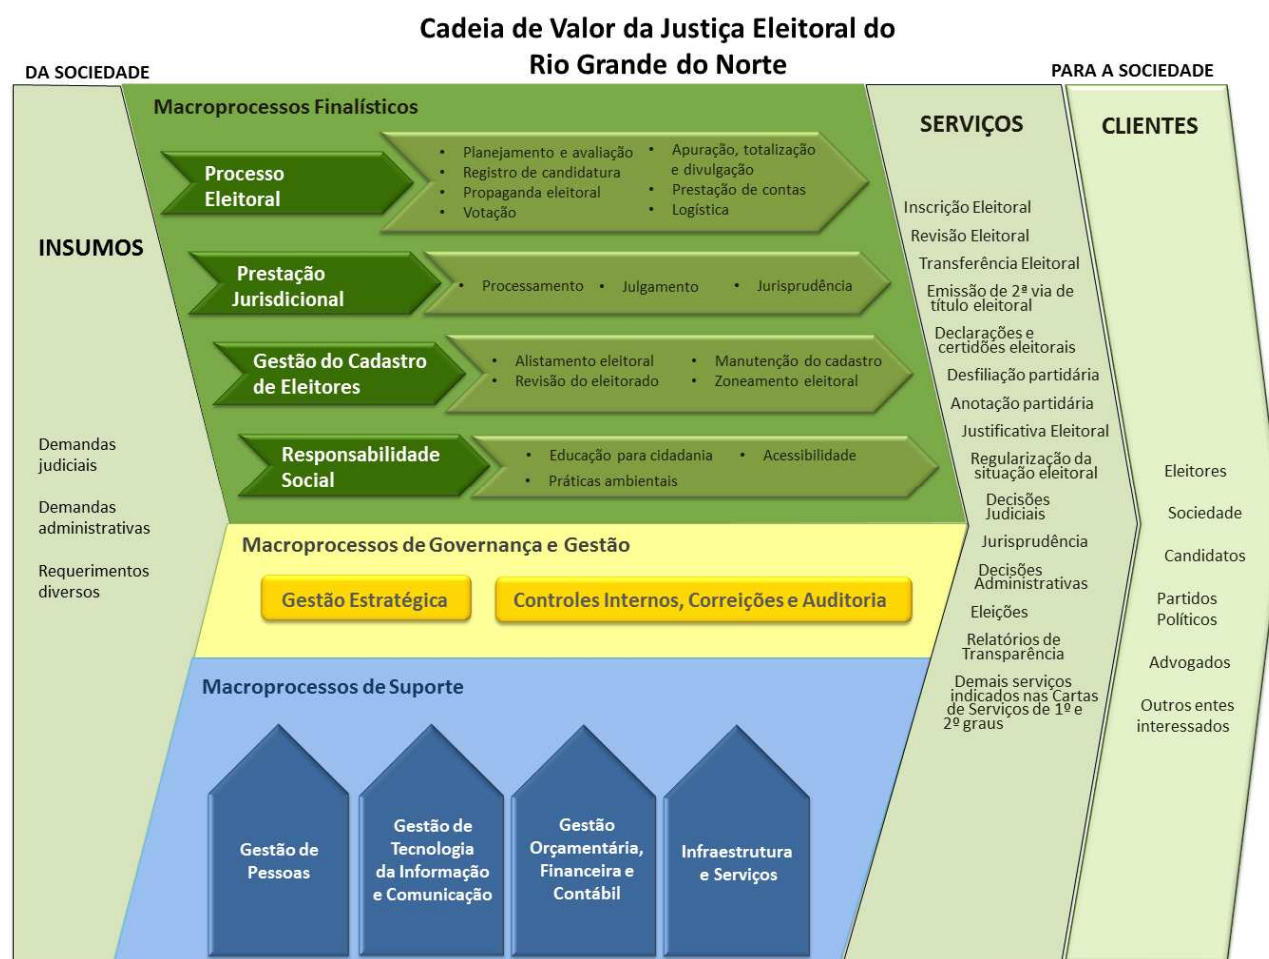 Cadeia de Valor da Justiça Eleitoral do
Rio Grande do Norte
DA SOCIEDADE
PARA A SOCIEDADE
INSUMOS
Demandas
judiciais
Demandas
administrativas
Requerimentos
diversos
Macroprocessos Finalísticos
Processo
Eleitoral
• Planejamento e avaliação
• Registro de candidatura
• Propaganda eleitoral
• Votação
• Apuração, totalização
e divulgação
• Prestação de contas
• Logística
Prestação
Jurisdicional
• Processamento
• Julgamento
• Jurisprudência
Gestão do Cadastro
de Eleitores
• Alistamento eleitoral
• Revisão do eleitorado
• Manutenção do cadastro
• Zoneamento eleitoral
Responsabilidade
Social
• Educação para cidadania
• Práticas ambientais
• Acessibilidade
Macroprocessos de Governança e Gestão
Gestão Estratégica
Controles Internos, Correições e Auditoria
Macroprocessos de Suporte
Gestão de
Pessoas
Gestão de
Tecnologia
da Informação
e Comunicação
Gestão
Orçamentária,
Financeira e
Contábil
Infraestrutura
e Serviços
SERVIÇOS
Inscrição Eleitoral
Revisão Eleitoral
Transferência Eleitoral
Emissão de 2ª via de
título eleitoral
Declarações e
certidões eleitorais
Desfiliação partidária
Anotação partidária
Justificativa Eleitoral
Regularização da
situação eleitoral
Decisões
Judiciais
Jurisprudência
Decisões
Administrativas
Eleições
Relatórios de
Transparência
Demais serviços
indicados nas Cartas
de Serviços de 1º e
2º graus
CLIENTES
Eleitores
Sociedade
Candidatos
Partidos
Políticos
Advogados
Outros entes
interessados